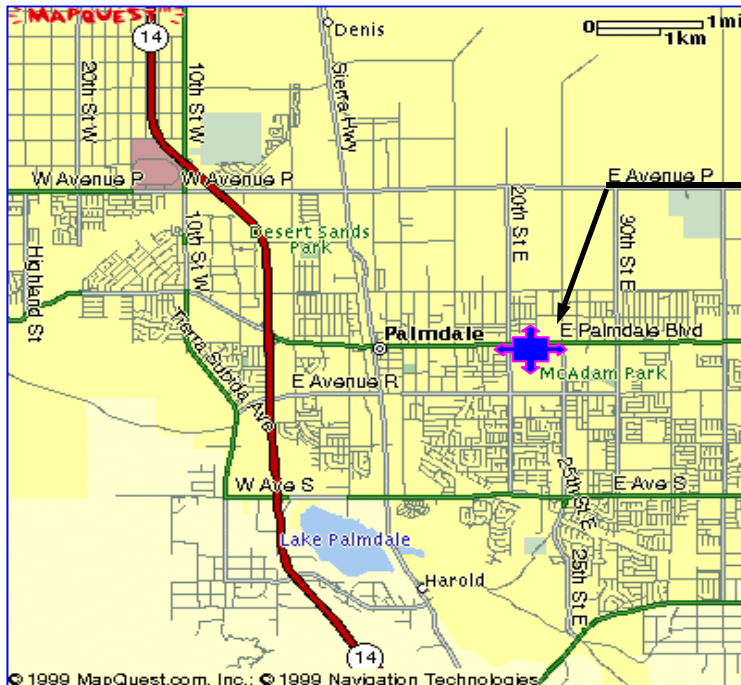 MAPQUEST
14
0 1mi
1km
Denis
20th St W
10th St W
Sierra Hwy
W Avenue P
W Avenue P
E Avenue P
20th St E
30th St E
10th St W
Desert Sands
Park
Highland St
Tierra Subida Ave
Palmdale
E Palmdale Blvd
McAdam Park
E Avenue R
W Ave S
E Ave S
25th St E
25th St E
Lake Palmdale
Harold
14
© 1999 MapQuest.com, Inc.; © 1999 Navigation Technologies